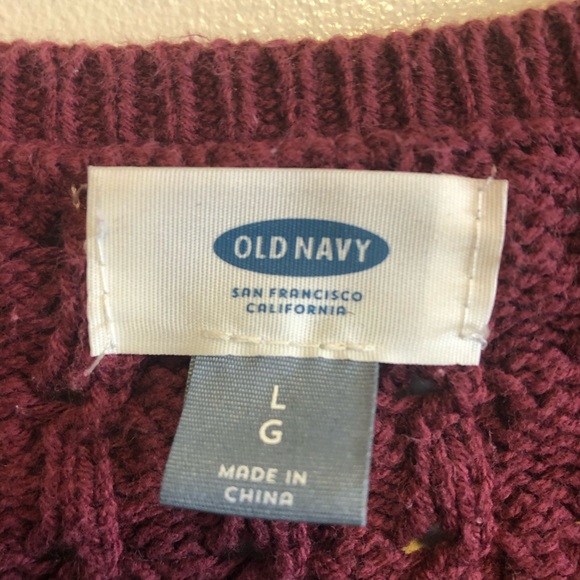 OLD NAVY
SAN FRANCISCO
CALIFORNIA
L
G
MADE IN
CHINA